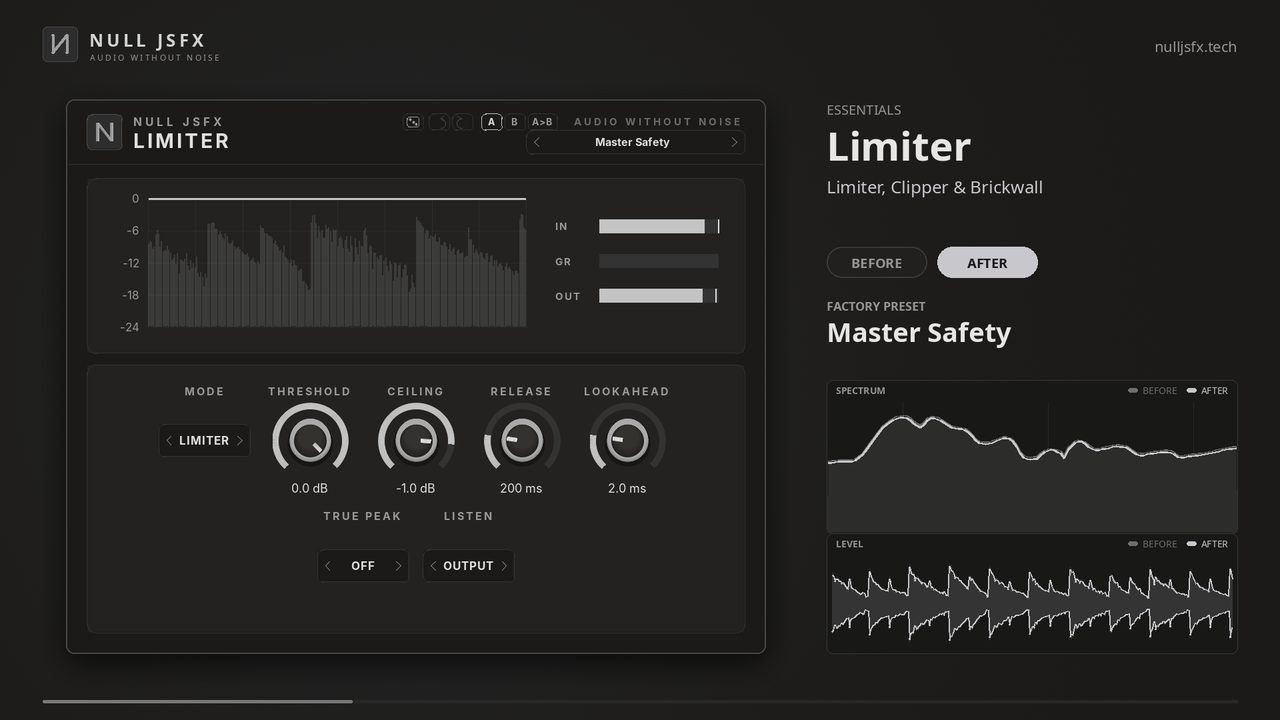 NULL JSFX
AUDIO WITHOUT NOISE
nulljsfx.tech
N
NULL JSFX
LIMITER
A
B
A>B
AUDIO WITHOUT NOISE
Master Safety
0
-6
-12
-18
-24
IN
GR
OUT
MODE
THRESHOLD
CEILING
RELEASE
LOOKAHEAD
LIMITER
0.0 dB
-1.0 dB
200 ms
2.0 ms
TRUE PEAK
LISTEN
OFF
OUTPUT
ESSENTIALS
Limiter
Limiter, Clipper & Brickwall
BEFORE
AFTER
FACTORY PRESET
Master Safety
SPECTRUM
BEFORE
AFTER
LEVEL
BEFORE
AFTER